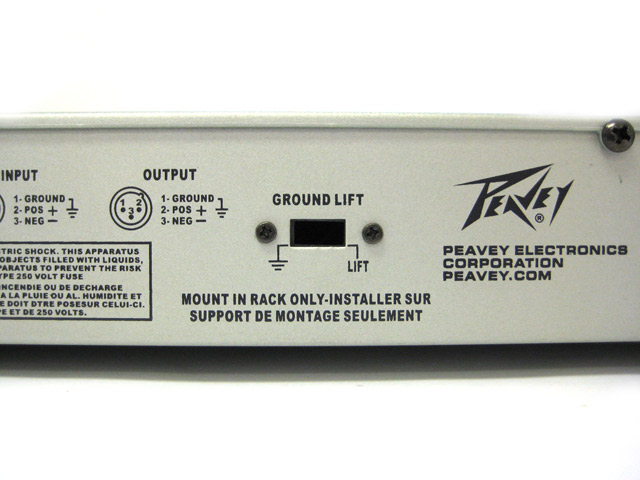 INPUT
1- GROUND
2- POS +
3- NEG -
OUTPUT
1 2
3
1- GROUND
2- POS +
3- NEG -
TRIC SHOCK. THIS APPARATUS
OBJECTS FILLED WITH LIQUIDS,
PARATUS TO PREVENT THE RISK
YPE 250 VOLT FUSE
INCENDIE OU DE DECHARGE
A LA PLUIE OU AL. HUMIDITE ET
E DOIT DTRE POSESUR CELUI-CI.
PE ET DE 250 VOLTS.
GROUND LIFT
LIFT
MOUNT IN RACK ONLY-INSTALLER SUR
SUPPORT DE MONTAGE SEULEMENT
PEAVEY®
PEAVEY ELECTRONICS
CORPORATION
PEAVEY.COM